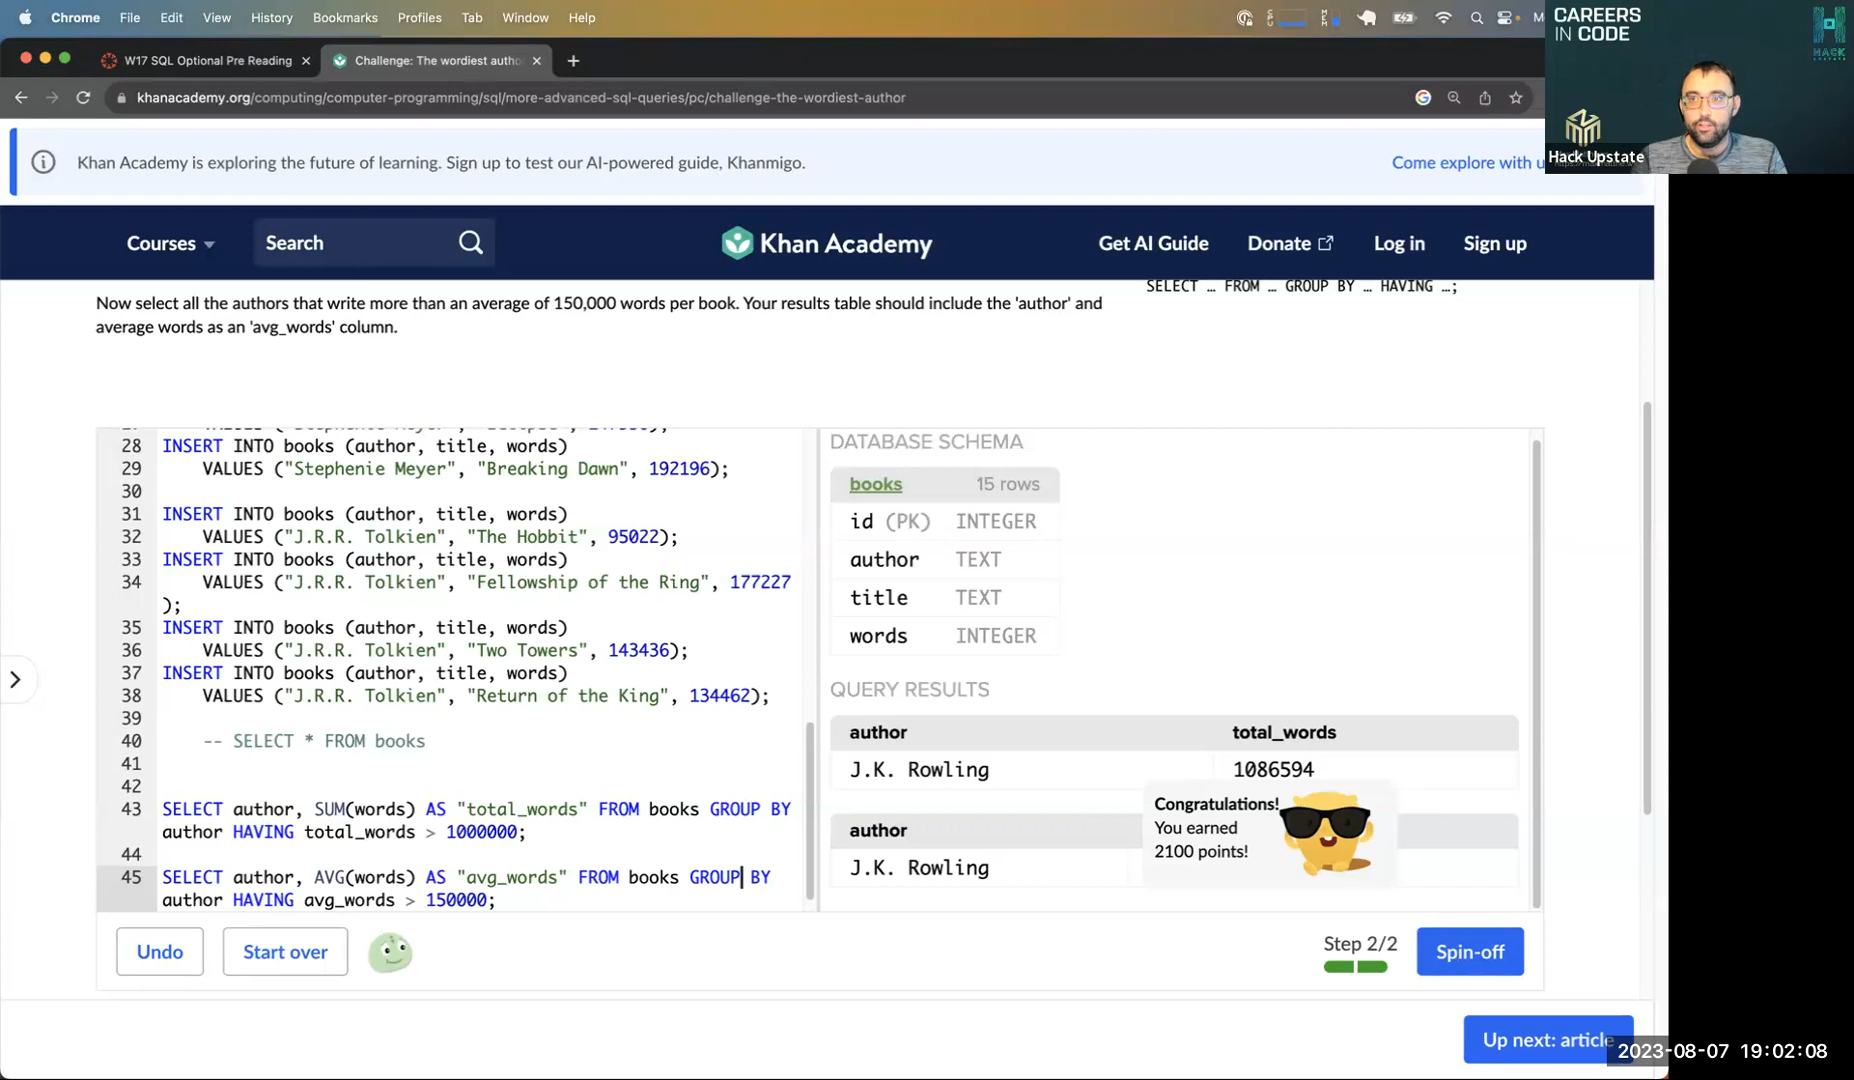 Chrome File Edit View History Bookmarks Profiles Tab Window Help
CAREERS
IN CODE
HACK
UPSTATE
Hack Upstate
W17 SQL Optional Pre Reading
Challenge: The wordiest autho
khanacademy.org/computing/computer-programming/sql/more-advanced-sql-queries/pc/challenge-the-wordiest-author
Khan Academy is exploring the future of learning. Sign up to test our AI-powered guide, Khanmigo.
Come explore with u
Courses
Search
Khan Academy
Get AI Guide
Donate
Log in
Sign up
Now select all the authors that write more than an average of 150,000 words per book. Your results table should include the 'author' and
average words as an 'avg_words' column.
SELECT … FROM … GROUP BY … HAVING …;
28 INSERT INTO books (author, title, words)
29 VALUES ("Stephenie Meyer", "Breaking Dawn", 192196);
30
31 INSERT INTO books (author, title, words)
32 VALUES ("J.R.R. Tolkien", "The Hobbit", 95022);
33 INSERT INTO books (author, title, words)
34 VALUES ("J.R.R. Tolkien", "Fellowship of the Ring", 177227
);
35 INSERT INTO books (author, title, words)
36 VALUES ("J.R.R. Tolkien", "Two Towers", 143436);
37 INSERT INTO books (author, title, words)
38 VALUES ("J.R.R. Tolkien", "Return of the King", 134462);
39
40 -- SELECT * FROM books
41
42
43 SELECT author, SUM(words) AS "total_words" FROM books GROUP BY
author HAVING total_words > 1000000;
44
45 SELECT author, AVG(words) AS "avg_words" FROM books GROUP BY
author HAVING avg_words > 150000;
DATABASE SCHEMA
books 15 rows
id (PK) INTEGER
author TEXT
title TEXT
words INTEGER
QUERY RESULTS
author total_words
J.K. Rowling 1086594
author
J.K. Rowling
Congratulations!
You earned
2100 points!
Undo
Start over
Step 2/2
Spin-off
Up next: article
2023-08-07 19:02:08